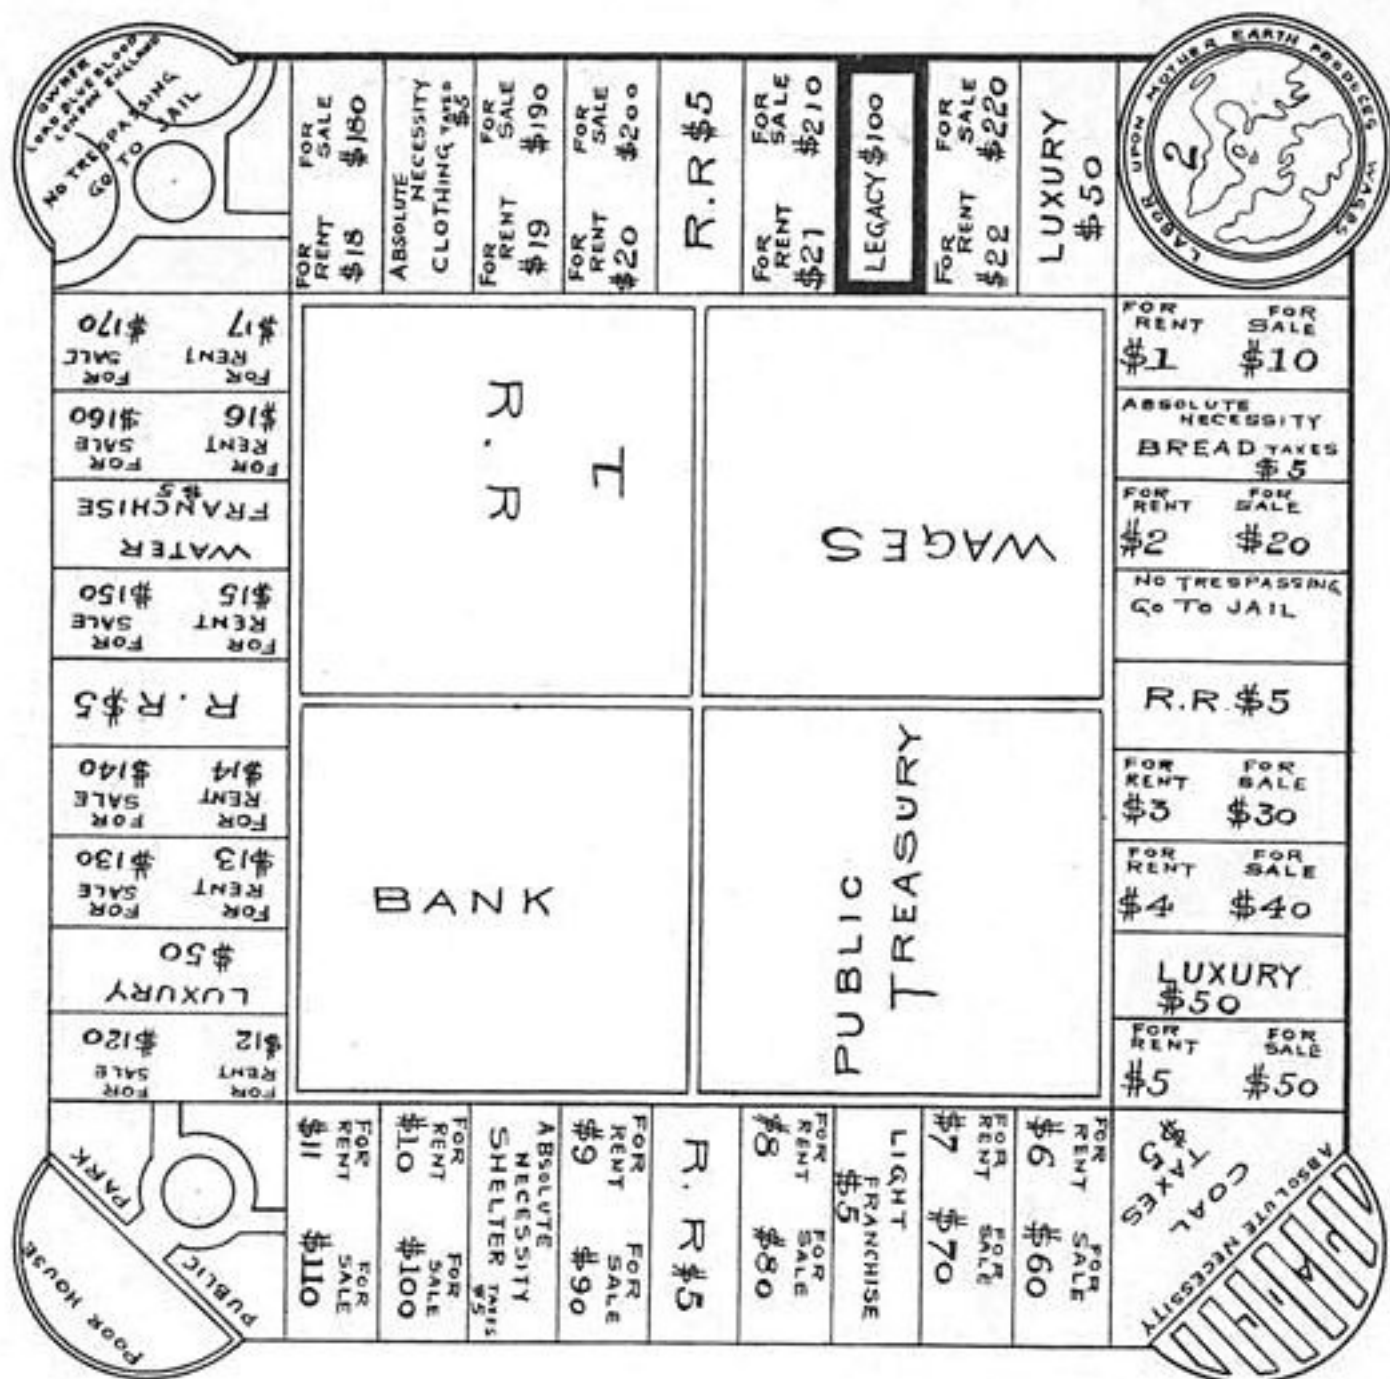 OWNER
LORD BLUEBLOOD
LONDON ENGLAND
NO TRESPASSING
GO TO
JAIL
FOR
SALE
$180
FOR
RENT
$18
ABSOLUTE
NECESSITY
CLOTHING TAXES
$5
FOR
SALE
$190
FOR
RENT
$19
FOR
SALE
$200
FOR
RENT
$20
R.R $5
FOR
SALE
$210
FOR
RENT
$21
LEGACY $100
FOR
SALE
$220
FOR
RENT
$22
LUXURY
$50
LABOR UPON MOTHER EARTH PRODUCES WAGES
2
FOR
RENT
$1
FOR
SALE
$10
ABSOLUTE
NECESSITY
BREAD TAXES
$5
FOR
RENT
$2
FOR
SALE
$20
NO TRESPASSING
GO TO JAIL
R.R $5
FOR
RENT
$3
FOR
SALE
$30
FOR
RENT
$4
FOR
SALE
$40
LUXURY
$50
FOR
RENT
$5
FOR
SALE
$50
ABSOLUTE NECESSITY
COAL
TAXES
$5
JAIL
FOR
RENT
$6
FOR
SALE
$60
FOR
RENT
$7
FOR
SALE
$70
LIGHT
FRANCHISE
$5
FOR
RENT
$8
FOR
SALE
$80
R.R $5
FOR
RENT
$9
FOR
SALE
$90
ABSOLUTE
NECESSITY
SHELTER TAXES
$5
FOR
RENT
$10
FOR
SALE
$100
FOR
RENT
$11
FOR
SALE
$110
PUBLIC
PARK
POOR HOUSE
FOR
RENT
$12
FOR
SALE
$120
LUXURY
$50
FOR
RENT
$13
FOR
SALE
$130
FOR
RENT
$14
FOR
SALE
$140
R.R $5
FOR
RENT
$15
FOR
SALE
$150
WATER
FRANCHISE
$5
FOR
RENT
$16
FOR
SALE
$160
FOR
RENT
$17
FOR
SALE
$170
1
R.R
WAGES
BANK
PUBLIC
TREASURY